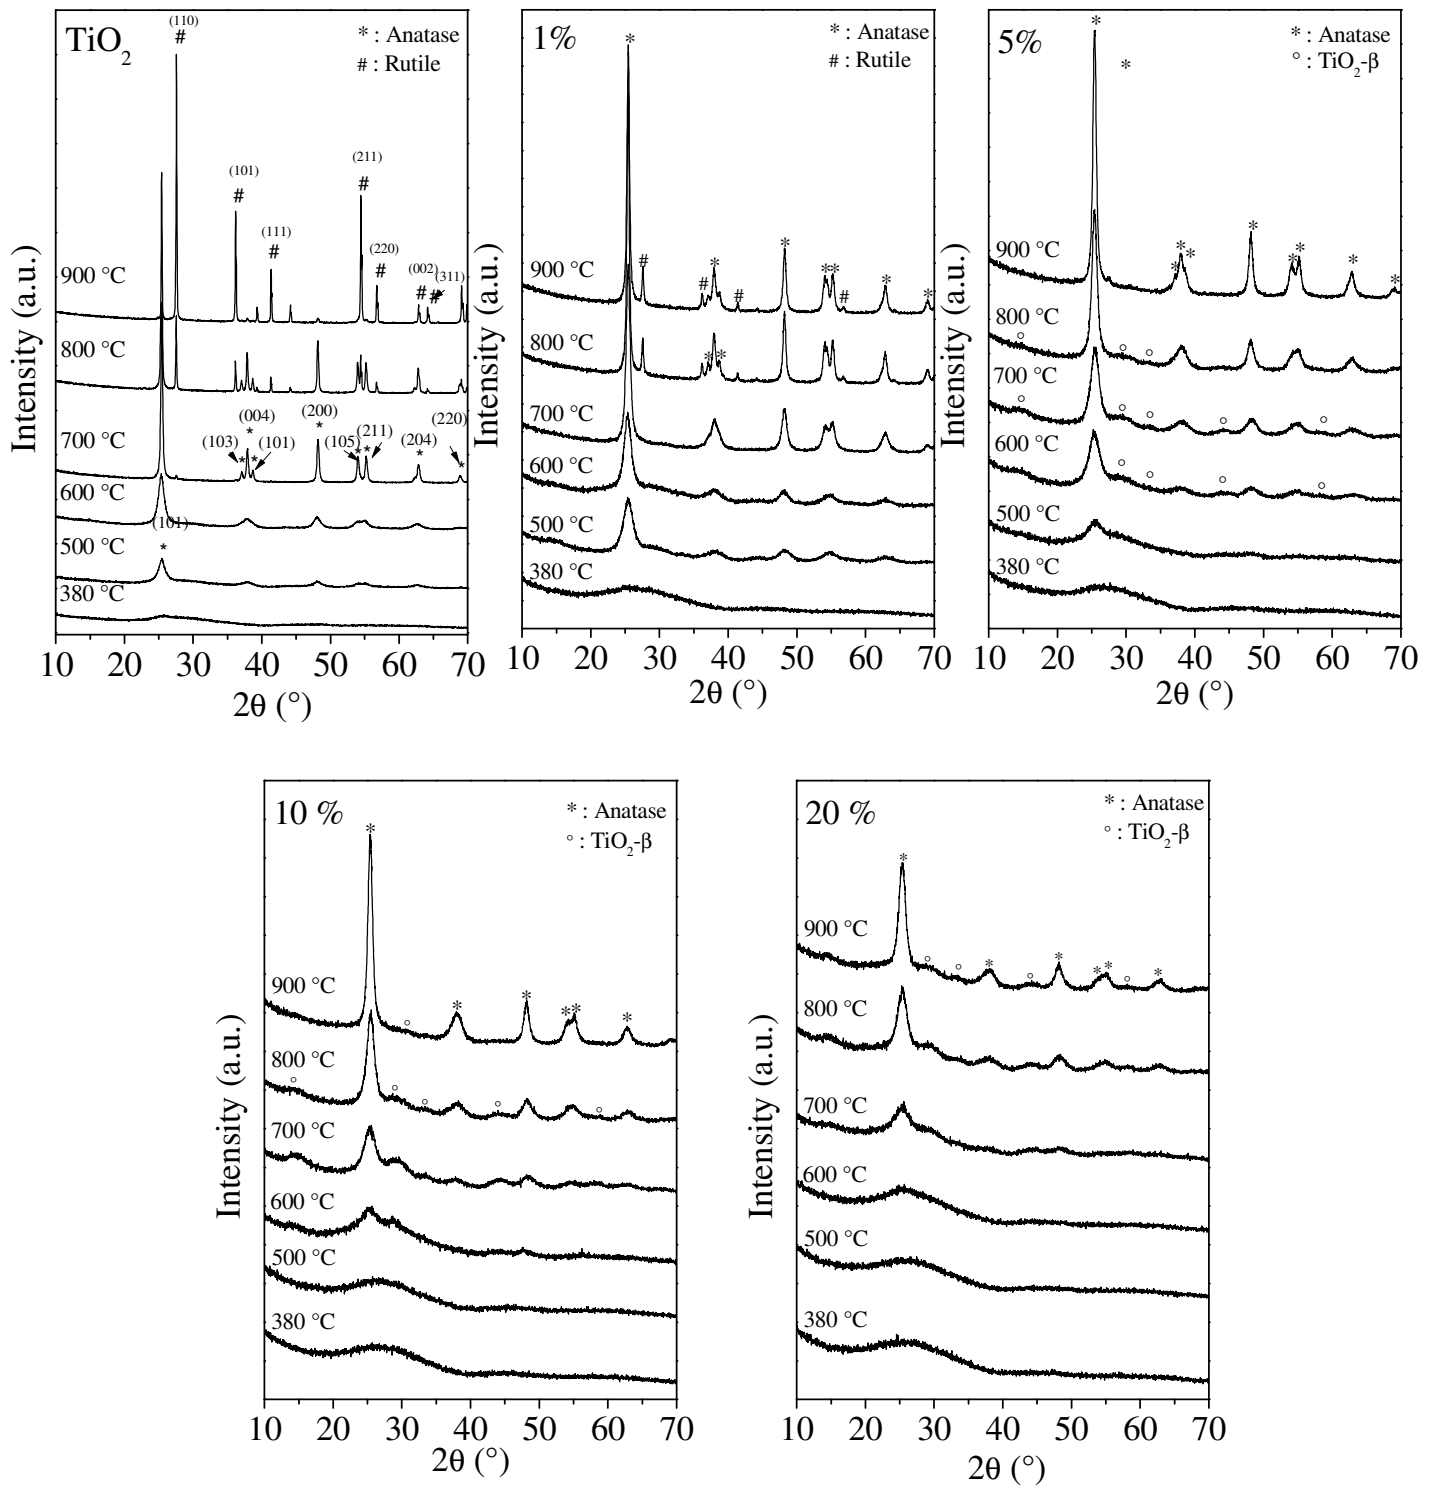 TiO2
* : Anatase
# : Rutile
(110)
#
(101)
#
(111)
#
(211)
#
(220)
#
(002)
#
(311)
#
900 °C
800 °C
700 °C
(103)
*
(004)
*
(101)
*
(200)
*
(105)
*
(211)
*
(204)
*
(220)
*
600 °C
(101)
*
500 °C
380 °C
Intensity (a.u.)
10 20 30 40 50 60 70
2θ (°)
1%
* : Anatase
# : Rutile
*
# # * # * * * # * *
900 °C
800 °C
* *
700 °C
600 °C
500 °C
380 °C
Intensity (a.u.)
10 20 30 40 50 60 70
2θ (°)
5%
* : Anatase
° : TiO2-β
*
*
* * * * * * * *
900 °C
800 °C
° ° °
700 °C
° ° ° ° °
600 °C
° ° ° °
500 °C
380 °C
Intensity (a.u.)
10 20 30 40 50 60 70
2θ (°)
10 %
* : Anatase
° : TiO2-β
*
900 °C
° * * * * *
800 °C
° ° ° ° °
700 °C
600 °C
500 °C
380 °C
Intensity (a.u.)
10 20 30 40 50 60 70
2θ (°)
20 %
* : Anatase
° : TiO2-β
*
900 °C
° ° * ° * * * ° *
800 °C
700 °C
600 °C
500 °C
380 °C
Intensity (a.u.)
10 20 30 40 50 60 70
2θ (°)